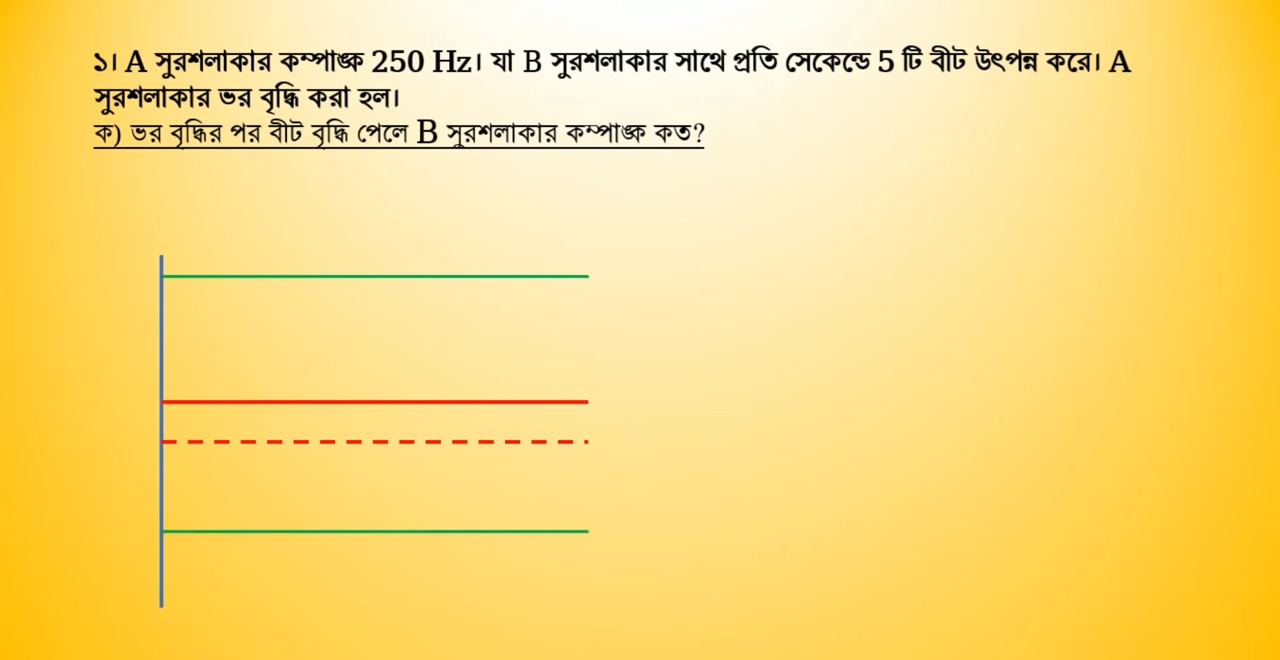 ১। A সুরশলাকার কম্পাঙ্ক 250 Hz। যা B সুরশলাকার সাথে প্রতি সেকেন্ডে 5 টি বীট উৎপন্ন করে। A
সুরশলাকার ভর বৃদ্ধি করা হল।
ক) ভর বৃদ্ধির পর বীট বৃদ্ধি পেলে B সুরশলাকার কম্পাঙ্ক কত?